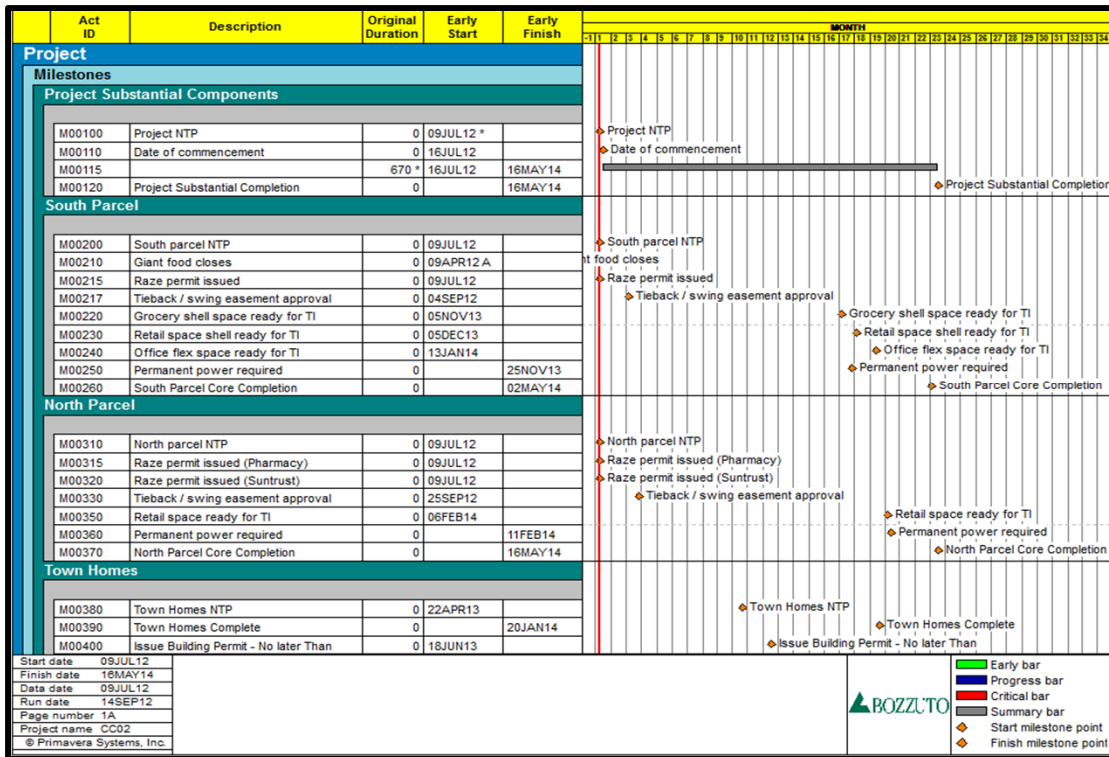 Act ID Description Original Duration Early Start Early Finish MONTH
-1 1 2 3 4 5 6 7 8 9 10 11 12 13 14 15 16 17 18 19 20 21 22 23 24 25 26 27 28 29 30 31 32 33 34
Project
Milestones
Project Substantial Components
M00100 Project NTP 0 09JUL12 * Project NTP
M00110 Date of commencement 0 16JUL12 Date of commencement
M00115 670 * 16JUL12 16MAY14
M00120 Project Substantial Completion 0 16MAY14 Project Substantial Completion
South Parcel
M00200 South parcel NTP 0 09JUL12 South parcel NTP
M00210 Giant food closes 0 09APR12 A nt food closes
M00215 Raze permit issued 0 09JUL12 Raze permit issued
M00217 Tieback / swing easement approval 0 04SEP12 Tieback / swing easement approval
M00220 Grocery shell space ready for TI 0 05NOV13 Grocery shell space ready for TI
M00230 Retail space shell ready for TI 0 05DEC13 Retail space shell ready for TI
M00240 Office flex space ready for TI 0 13JAN14 Office flex space ready for TI
M00250 Permanent power required 0 25NOV13 Permanent power required
M00260 South Parcel Core Completion 0 02MAY14 South Parcel Core Completion
North Parcel
M00310 North parcel NTP 0 09JUL12 North parcel NTP
M00315 Raze permit issued (Pharmacy) 0 09JUL12 Raze permit issued (Pharmacy)
M00320 Raze permit issued (Suntrust) 0 09JUL12 Raze permit issued (Suntrust)
M00330 Tieback / swing easement approval 0 25SEP12 Tieback / swing easement approval
M00350 Retail space ready for TI 0 06FEB14 Retail space ready for TI
M00360 Permanent power required 0 11FEB14 Permanent power required
M00370 North Parcel Core Completion 0 16MAY14 North Parcel Core Completion
Town Homes
M00380 Town Homes NTP 0 22APR13 Town Homes NTP
M00390 Town Homes Complete 0 20JAN14 Town Homes Complete
M00400 Issue Building Permit - No later Than 0 18JUN13 Issue Building Permit - No later Than
Start date 09JUL12
Finish date 16MAY14
Data date 09JUL12
Run date 14SEP12
Page number 1A
Project name CC02
© Primavera Systems, Inc.
BOZZUTO
Early bar
Progress bar
Critical bar
Summary bar
Start milestone point
Finish milestone point